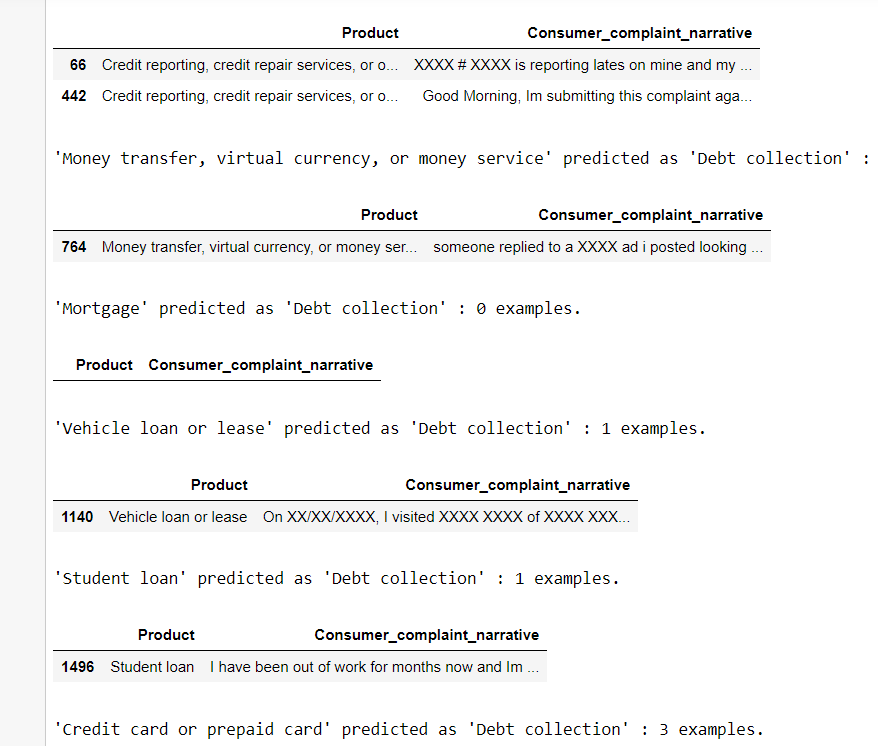 Product Consumer_complaint_narrative
66 Credit reporting, credit repair services, or o... XXXX # XXXX is reporting lates on mine and my ...
442 Credit reporting, credit repair services, or o... Good Morning, Im submitting this complaint aga...
'Money transfer, virtual currency, or money service' predicted as 'Debt collection' :
Product Consumer_complaint_narrative
764 Money transfer, virtual currency, or money ser... someone replied to a XXXX ad i posted looking ...
'Mortgage' predicted as 'Debt collection' : 0 examples.
Product Consumer_complaint_narrative
'Vehicle loan or lease' predicted as 'Debt collection' : 1 examples.
Product Consumer_complaint_narrative
1140 Vehicle loan or lease On XX/XX/XXXX, I visited XXXX XXXX of XXXX XXX...
'Student loan' predicted as 'Debt collection' : 1 examples.
Product Consumer_complaint_narrative
1496 Student loan I have been out of work for months now and Im ...
'Credit card or prepaid card' predicted as 'Debt collection' : 3 examples.